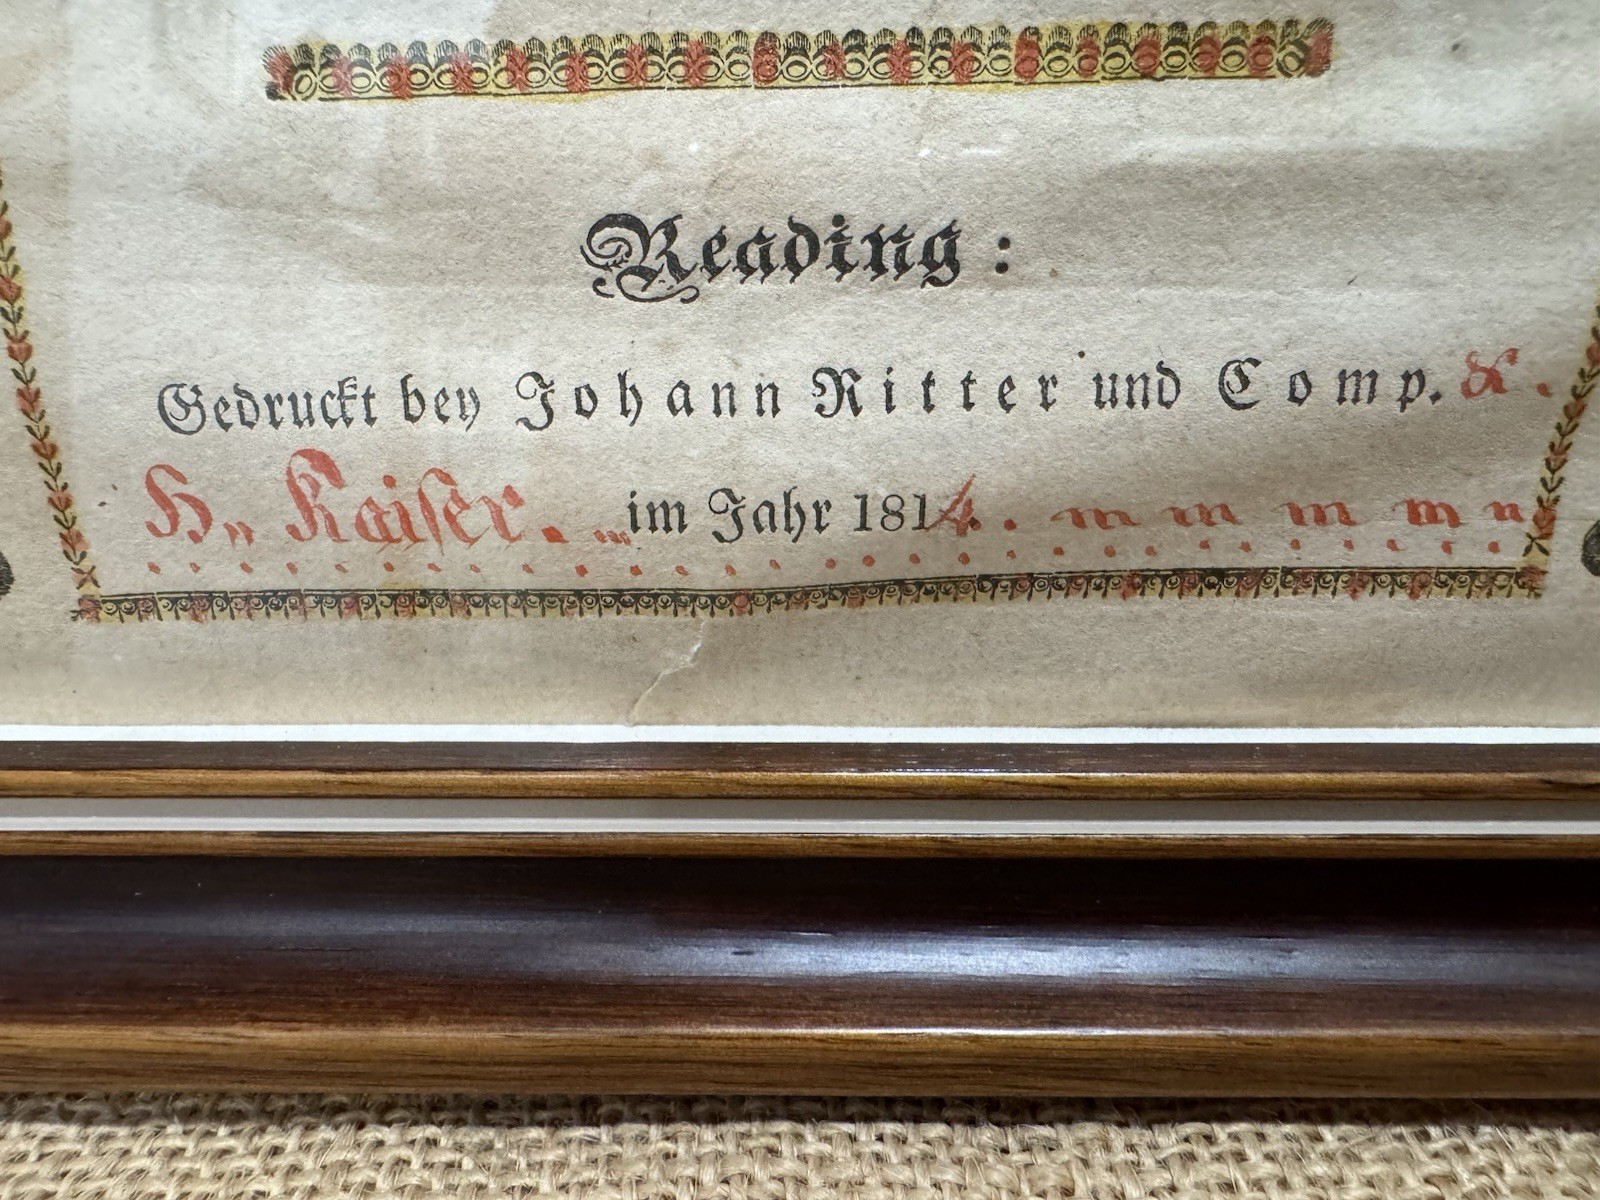 Reading:
Gedruckt bey Johann Ritter und Comp. &.
H„ Kaiſer. im Jahr 1814.